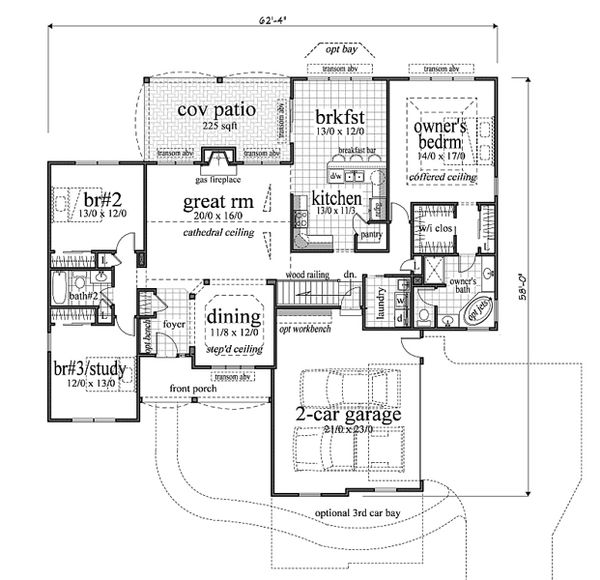 62'-4"
opt bay
transom abv
transom abv
cov patio
225 sqft
transom abv
transom abv
transom abv
brkfst
13/0 x 12/0
breakfast bar
owner's
bedrm
14/0 x 17/0
coffered ceiling
gas fireplace
br#2
13/0 x 12/0
great rm
20/0 x 16/0
cathedral ceiling
d/w
kitchen
13/0 x 11/3
refg
pantry
w/i clos
L
bath#2
L
wood railing
dn.
owner's
bath
opt jets
58'-0"
laundry
w
d
foyer
opt bench
dining
11/8 x 12/0
step'd ceiling
opt workbench
br#3/study
12/0 x 13/0
transom abv
front porch
2-car garage
21/0 x 23/0
optional 3rd car bay